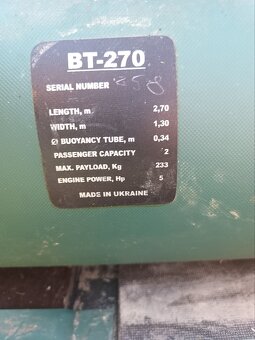 BT-270
SERIAL NUMBER 
LENGTH, m 2,70
WIDTH, m 1,30
Ø BUOYANCY TUBE, m 0,34
PASSENGER CAPACITY 2
MAX. PAYLOAD, Kg 233
ENGINE POWER, Hp 5
MADE IN UKRAINE